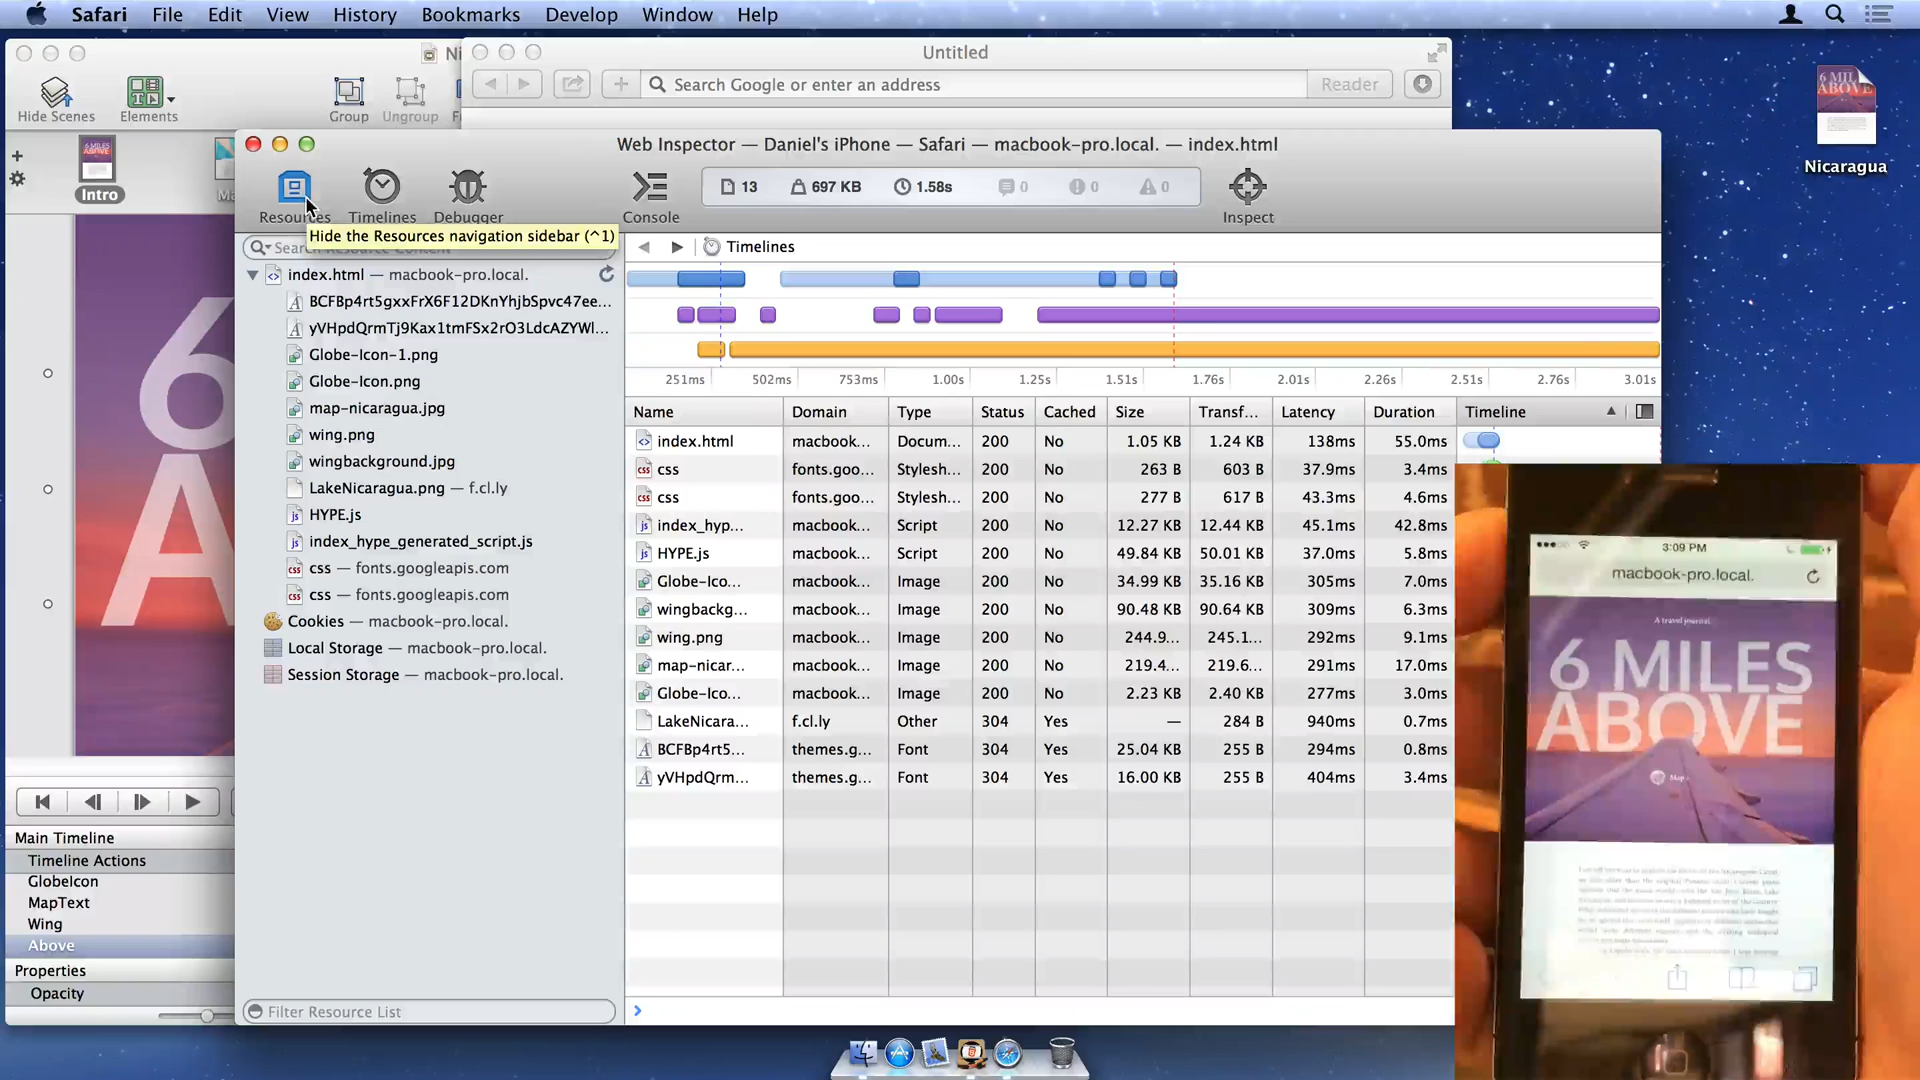 Safari File Edit View History Bookmarks Develop Window Help
Untitled
Hide Scenes
Elements
Group
Ungroup
Search Google or enter an address
Reader
6 MILES
ABOVE
Nicaragua
Intro
Web Inspector — Daniel's iPhone — Safari — macbook-pro.local. — index.html
Resources
Timelines
Debugger
Console
13 697 KB 1.58s 0 0 0
Inspect
Hide the Resources navigation sidebar (^1)
index.html — macbook-pro.local.
BCFBp4rt5gxxFrX6F12DKnYhjbSpvc47ee...
yVHpdQrmTj9Kax1tmFSx2rO3LdcAZYWl...
Globe-Icon-1.png
Globe-Icon.png
map-nicaragua.jpg
wing.png
wingbackground.jpg
LakeNicaragua.png — f.cl.ly
HYPE.js
index_hype_generated_script.js
css — fonts.googleapis.com
css — fonts.googleapis.com
Cookies — macbook-pro.local.
Local Storage — macbook-pro.local.
Session Storage — macbook-pro.local.
Filter Resource List
Timelines
251ms 502ms 753ms 1.00s 1.25s 1.51s 1.76s 2.01s 2.26s 2.51s 2.76s 3.01s
Name Domain Type Status Cached Size Transf... Latency Duration Timeline
index.html macbook... Docum... 200 No 1.05 KB 1.24 KB 138ms 55.0ms
css fonts.goo... Stylesh... 200 No 263 B 603 B 37.9ms 3.4ms
css fonts.goo... Stylesh... 200 No 277 B 617 B 43.3ms 4.6ms
index_hyp... macbook... Script 200 No 12.27 KB 12.44 KB 45.1ms 42.8ms
HYPE.js macbook... Script 200 No 49.84 KB 50.01 KB 37.0ms 5.8ms
Globe-Ico... macbook... Image 200 No 34.99 KB 35.16 KB 305ms 7.0ms
wingbackg... macbook... Image 200 No 90.48 KB 90.64 KB 309ms 6.3ms
wing.png macbook... Image 200 No 244.9... 245.1... 292ms 9.1ms
map-nicar... macbook... Image 200 No 219.4... 219.6... 291ms 17.0ms
Globe-Ico... macbook... Image 200 No 2.23 KB 2.40 KB 277ms 3.0ms
LakeNicara... f.cl.ly Other 304 Yes — 284 B 940ms 0.7ms
BCFBp4rt5... themes.g... Font 304 Yes 25.04 KB 255 B 294ms 0.8ms
yVHpdQrm... themes.g... Font 304 Yes 16.00 KB 255 B 404ms 3.4ms
6
A
Main Timeline
Timeline Actions
GlobeIcon
MapText
Wing
Above
Properties
Opacity
3:09 PM
macbook-pro.local.
A travel journal.
6 MILES
ABOVE
Map